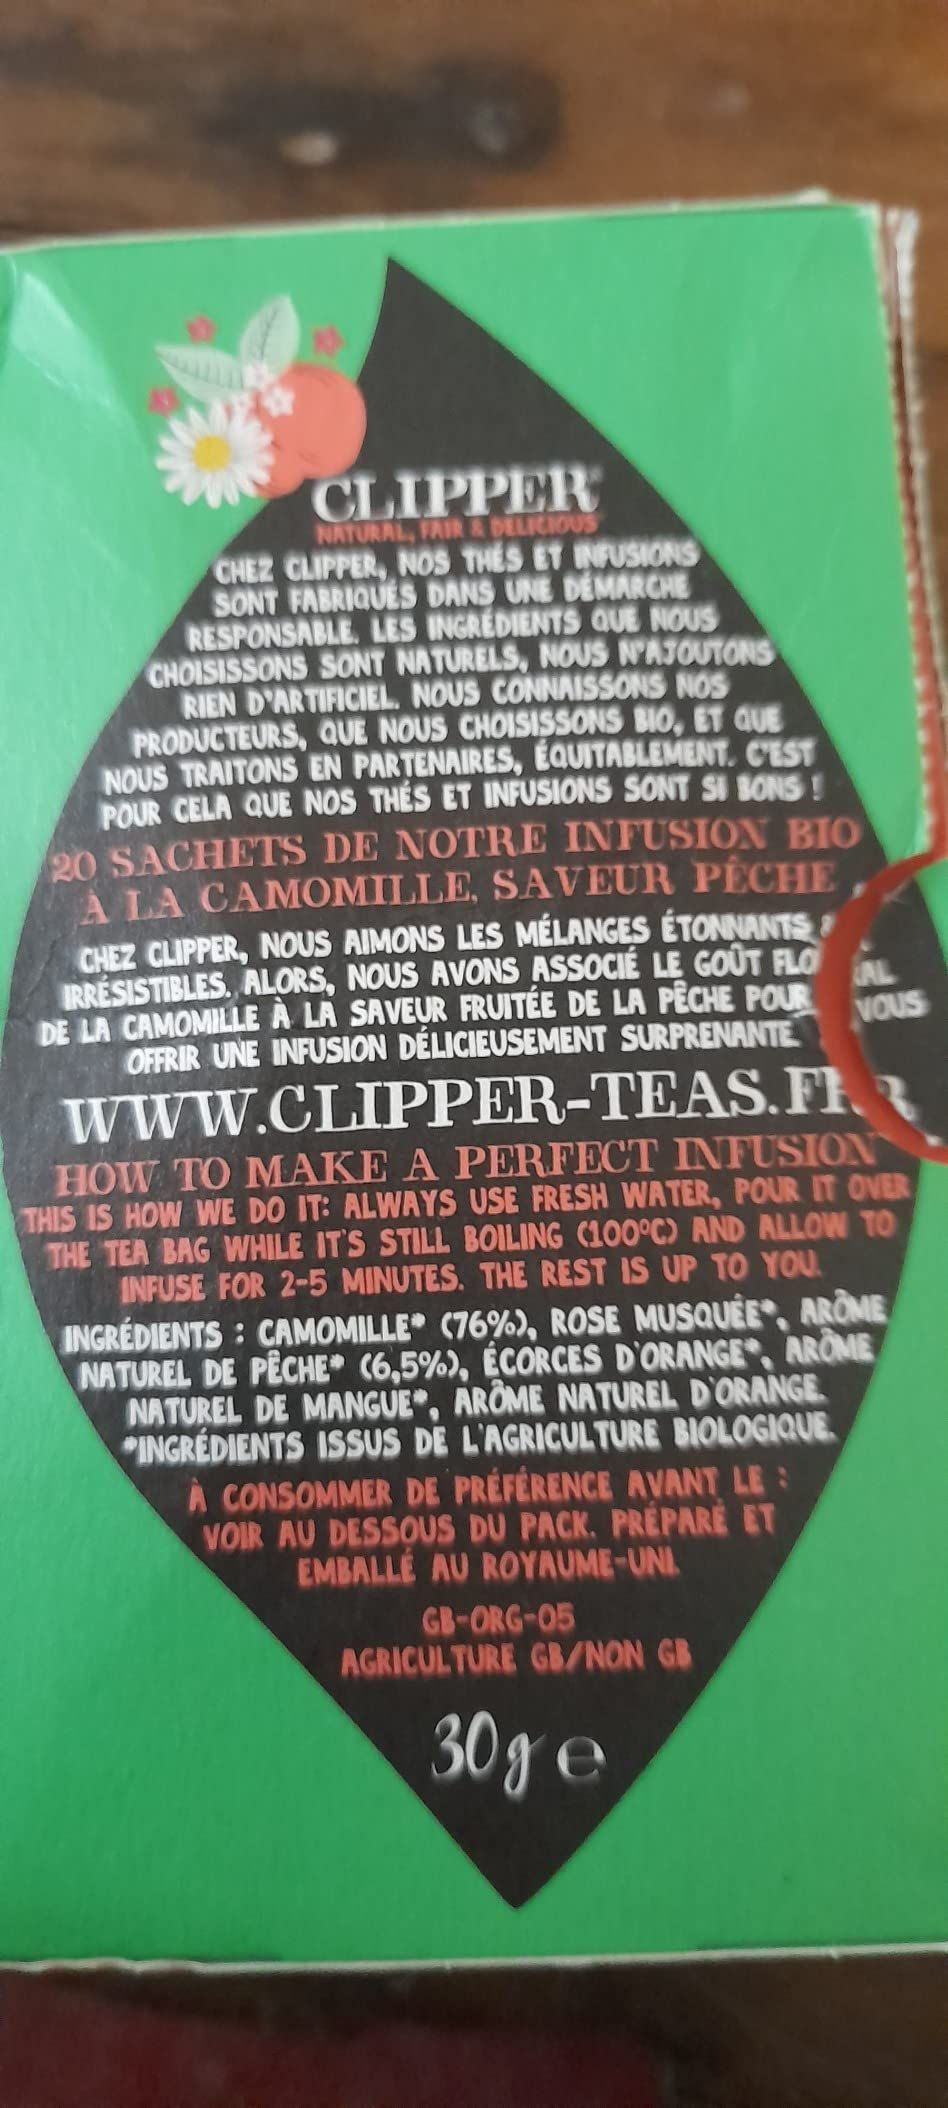 CLIPPER
NATURAL, FAIR & DELICIOUS
CHEZ CLIPPER, NOS THÉS ET INFUSIONS
SONT FABRIQUÉS DANS UNE DÉMARCHE
RESPONSABLE. LES INGRÉDIENTS QUE NOUS
CHOISISSONS SONT NATURELS, NOUS N'AJOUTONS
RIEN D'ARTIFICIEL. NOUS CONNAISSONS NOS
PRODUCTEURS, QUE NOUS CHOISISSONS BIO, ET QUE
NOUS TRAITONS EN PARTENAIRES, ÉQUITABLEMENT. C'EST
POUR CELA QUE NOS THÉS ET INFUSIONS SONT SI BONS !
20 SACHETS DE NOTRE INFUSION BIO
À LA CAMOMILLE, SAVEUR PÊCHE
CHEZ CLIPPER, NOUS AIMONS LES MÉLANGES ÉTONNANTS &
IRRÉSISTIBLES. ALORS, NOUS AVONS ASSOCIÉ LE GOÛT FLORAL
DE LA CAMOMILLE À LA SAVEUR FRUITÉE DE LA PÊCHE POUR VOUS
OFFRIR UNE INFUSION DÉLICIEUSEMENT SURPRENANTE
WWW.CLIPPER-TEAS.FR
HOW TO MAKE A PERFECT INFUSION
THIS IS HOW WE DO IT: ALWAYS USE FRESH WATER, POUR IT OVER
THE TEA BAG WHILE IT'S STILL BOILING (100°C) AND ALLOW TO
INFUSE FOR 2-5 MINUTES. THE REST IS UP TO YOU.
INGRÉDIENTS : CAMOMILLE* (76%), ROSE MUSQUÉE*, ARÔME
NATUREL DE PÊCHE* (6,5%), ÉCORCES D'ORANGE*, ARÔME
NATUREL DE MANGUE*, ARÔME NATUREL D'ORANGE.
*INGRÉDIENTS ISSUS DE L'AGRICULTURE BIOLOGIQUE.
À CONSOMMER DE PRÉFÉRENCE AVANT LE :
VOIR AU DESSOUS DU PACK. PRÉPARÉ ET
EMBALLÉ AU ROYAUME-UNI.
GB-ORG-05
AGRICULTURE GB/NON GB
30g e